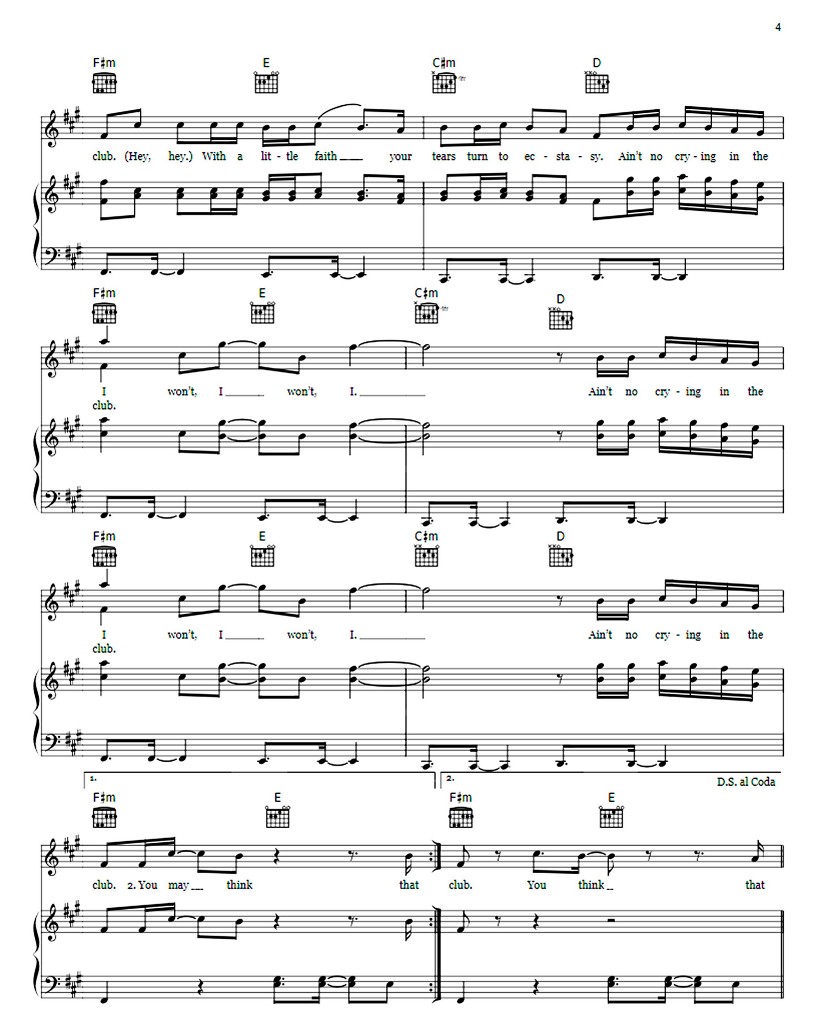 4
F♯m E C♯m D
club. (Hey, hey.) With a lit - tle faith your tears turn to ec - sta - sy. Ain't no cry - ing in the
F♯m E C♯m D
I won't, I won't, I. Ain't no cry - ing in the
club.
F♯m E C♯m D
I won't, I won't, I. Ain't no cry - ing in the
club.
1. 2. D.S. al Coda
F♯m E F♯m E
club. 2. You may think that club. You think that